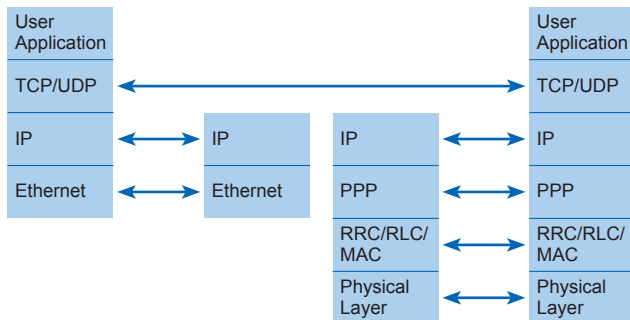 User
Application
User
Application
TCP/UDP
TCP/UDP
IP
IP
IP
IP
Ethernet
Ethernet
PPP
PPP
RRC/RLC/
MAC
RRC/RLC/
MAC
Physical
Layer
Physical
Layer